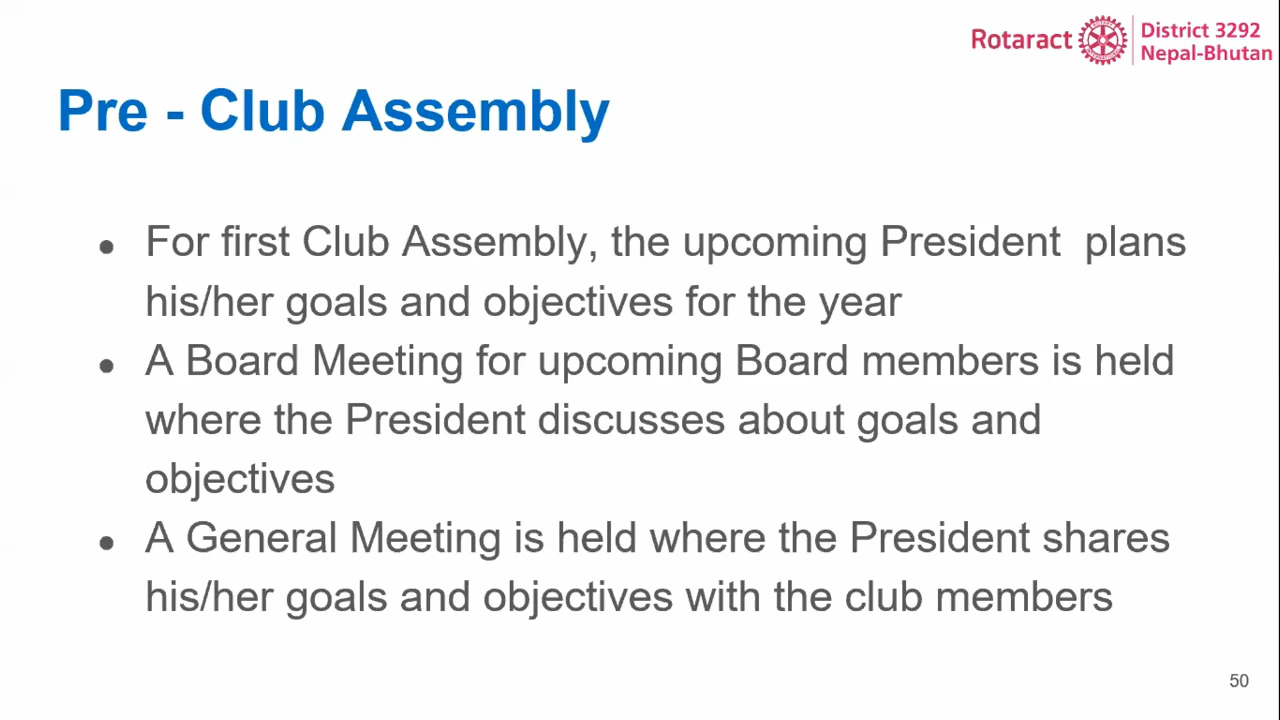 Rotaract
District 3292
Nepal-Bhutan
Pre - Club Assembly
● For first Club Assembly, the upcoming President  plans
his/her goals and objectives for the year
● A Board Meeting for upcoming Board members is held
where the President discusses about goals and
objectives
● A General Meeting is held where the President shares
his/her goals and objectives with the club members
50